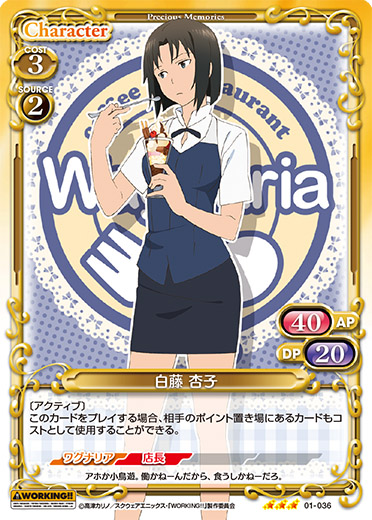 Precious Memories
Character
COST
3
SOURCE
2
coffee restaurant
Wagnaria
40 AP
DP 20
白藤 杏子
［アクティブ］
このカードをプレイする場合、相手のポイント置き場にあるカードもコ
ストとして使用することができる。
ワグナリア 店長
アホか小鳥遊。働かねーんだから、食うしかねーだろ。
WORKING!!
©高津カリノ／スクウェアエニックス・「WORKING!!」製作委員会
★★★ 01-036